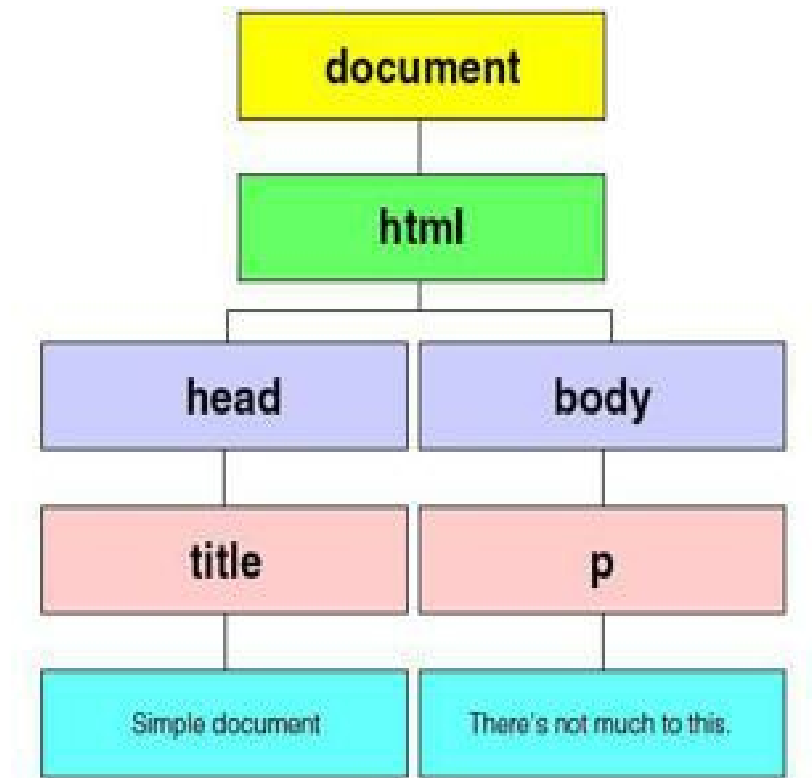 document
html
head
body
title
p
Simple document
There's not much to this.